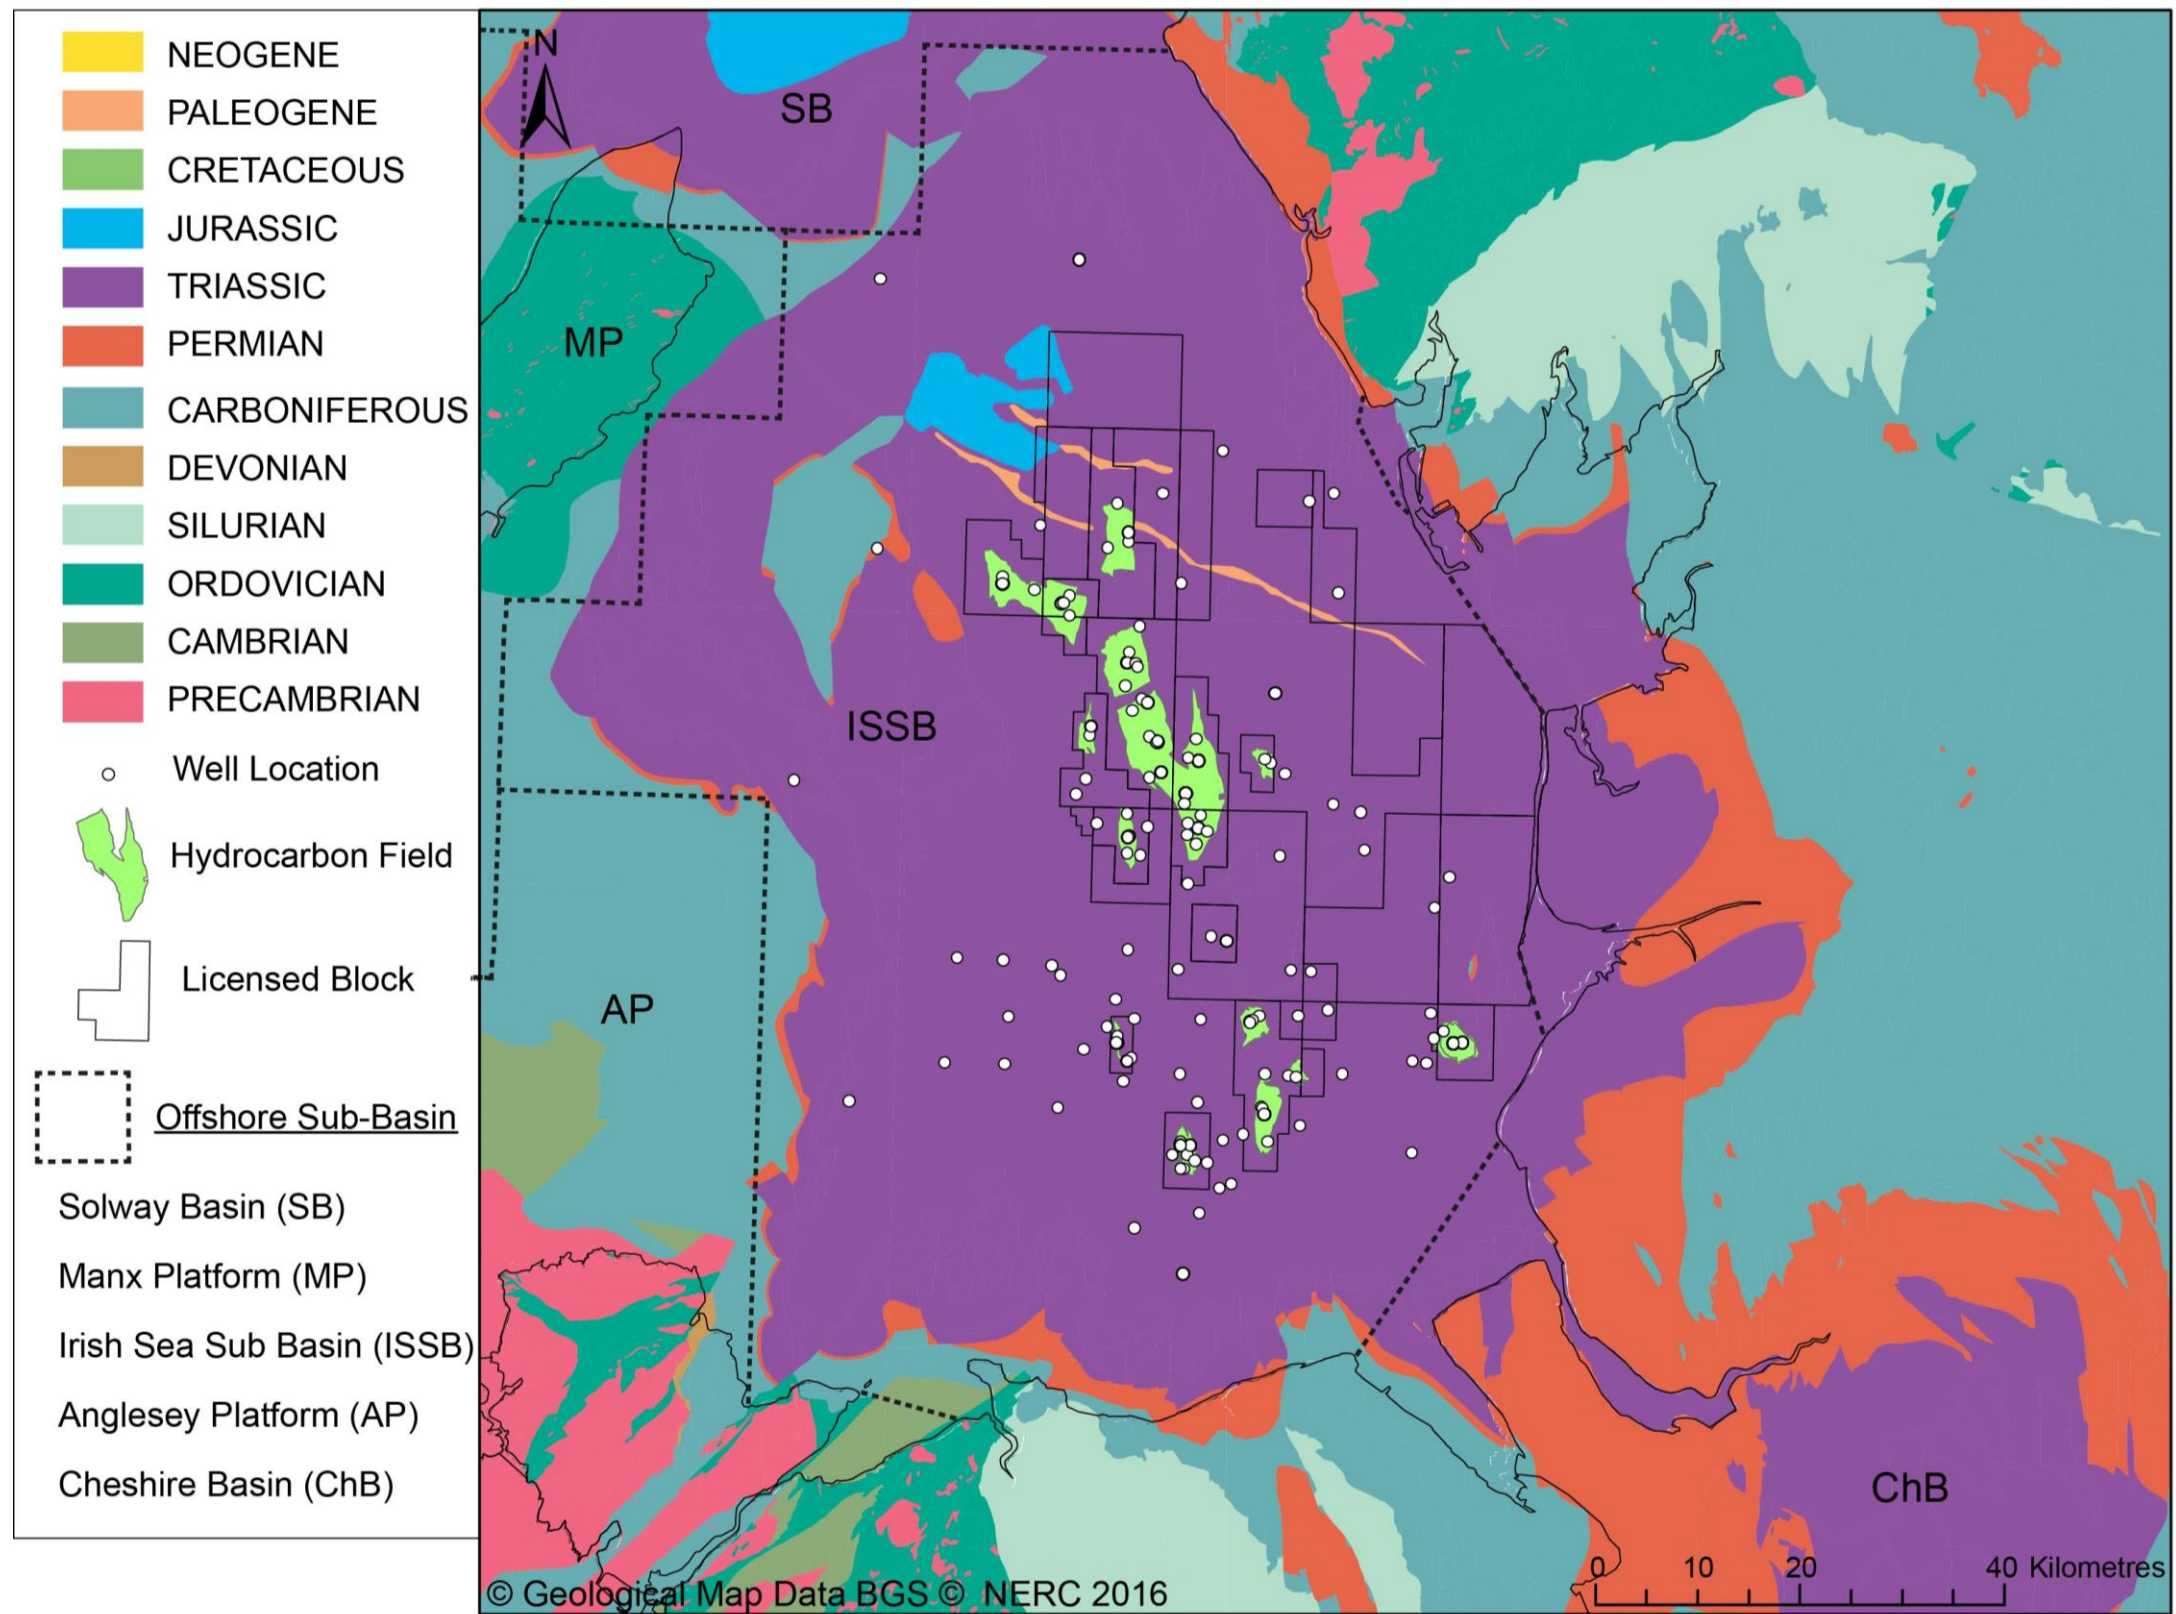 NEOGENE
PALEOGENE
CRETACEOUS
JURASSIC
TRIASSIC
PERMIAN
CARBONIFEROUS
DEVONIAN
SILURIAN
ORDOVICIAN
CAMBRIAN
PRECAMBRIAN
Well Location
Hydrocarbon Field
Licensed Block
Offshore Sub-Basin
Solway Basin (SB)
Manx Platform (MP)
Irish Sea Sub Basin (ISSB)
Anglesey Platform (AP)
Cheshire Basin (ChB)
N
SB
MP
ISSB
AP
ChB
0 10 20 40 Kilometres
© Geological Map Data BGS © NERC 2016